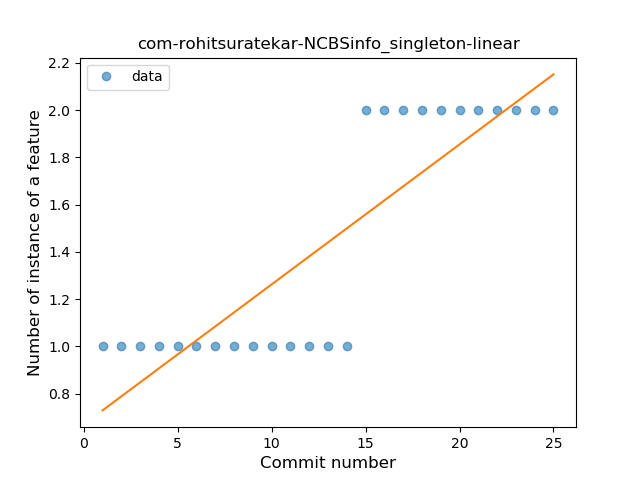 com-rohitsuratekar-NCBSinfo_singleton-linear
data
Number of instance of a feature
2.2
2.0
1.8
1.6
1.4
1.2
1.0
0.8
0 5 10 15 20 25
Commit number